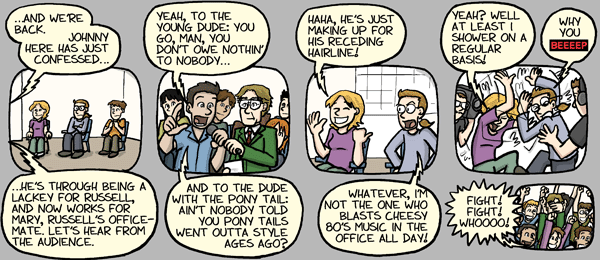 ...AND WE'RE
BACK.
JOHNNY
HERE HAS JUST
CONFESSED...
...HE'S THROUGH BEING A
LACKEY FOR RUSSELL,
AND NOW WORKS FOR
MARY, RUSSELL'S OFFICE-
MATE. LET'S HEAR FROM
THE AUDIENCE.
YEAH, TO THE
YOUNG DUDE: YOU
GO, MAN, YOU
DON'T OWE NOTHIN'
TO NOBODY...
AND TO THE DUDE
WITH THE PONY TAIL:
AIN'T NOBODY TOLD
YOU PONY TAILS
WENT OUTTA STYLE
AGES AGO?
HAHA, HE'S JUST
MAKING UP FOR
HIS RECEDING
HAIRLINE!
WHATEVER, I'M
NOT THE ONE WHO
BLASTS CHEESY
80'S MUSIC IN THE
OFFICE ALL DAY!
YEAH? WELL
AT LEAST I
SHOWER ON A
REGULAR
BASIS!
WHY
YOU
BEEEEP
FIGHT!
FIGHT!
WHOOOO!